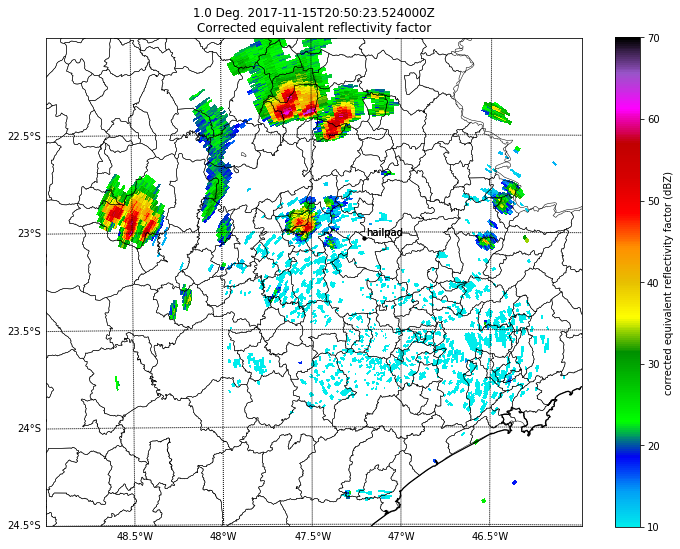 1.0 Deg. 2017-11-15T20:50:23.524000Z
Corrected equivalent reflectivity factor
22.5°S
23°S
23.5°S
24°S
24.5°S
48.5°W
48°W
47.5°W
47°W
46.5°W
hailpad
70
60
50
40
30
20
10
corrected equivalent reflectivity factor (dBZ)